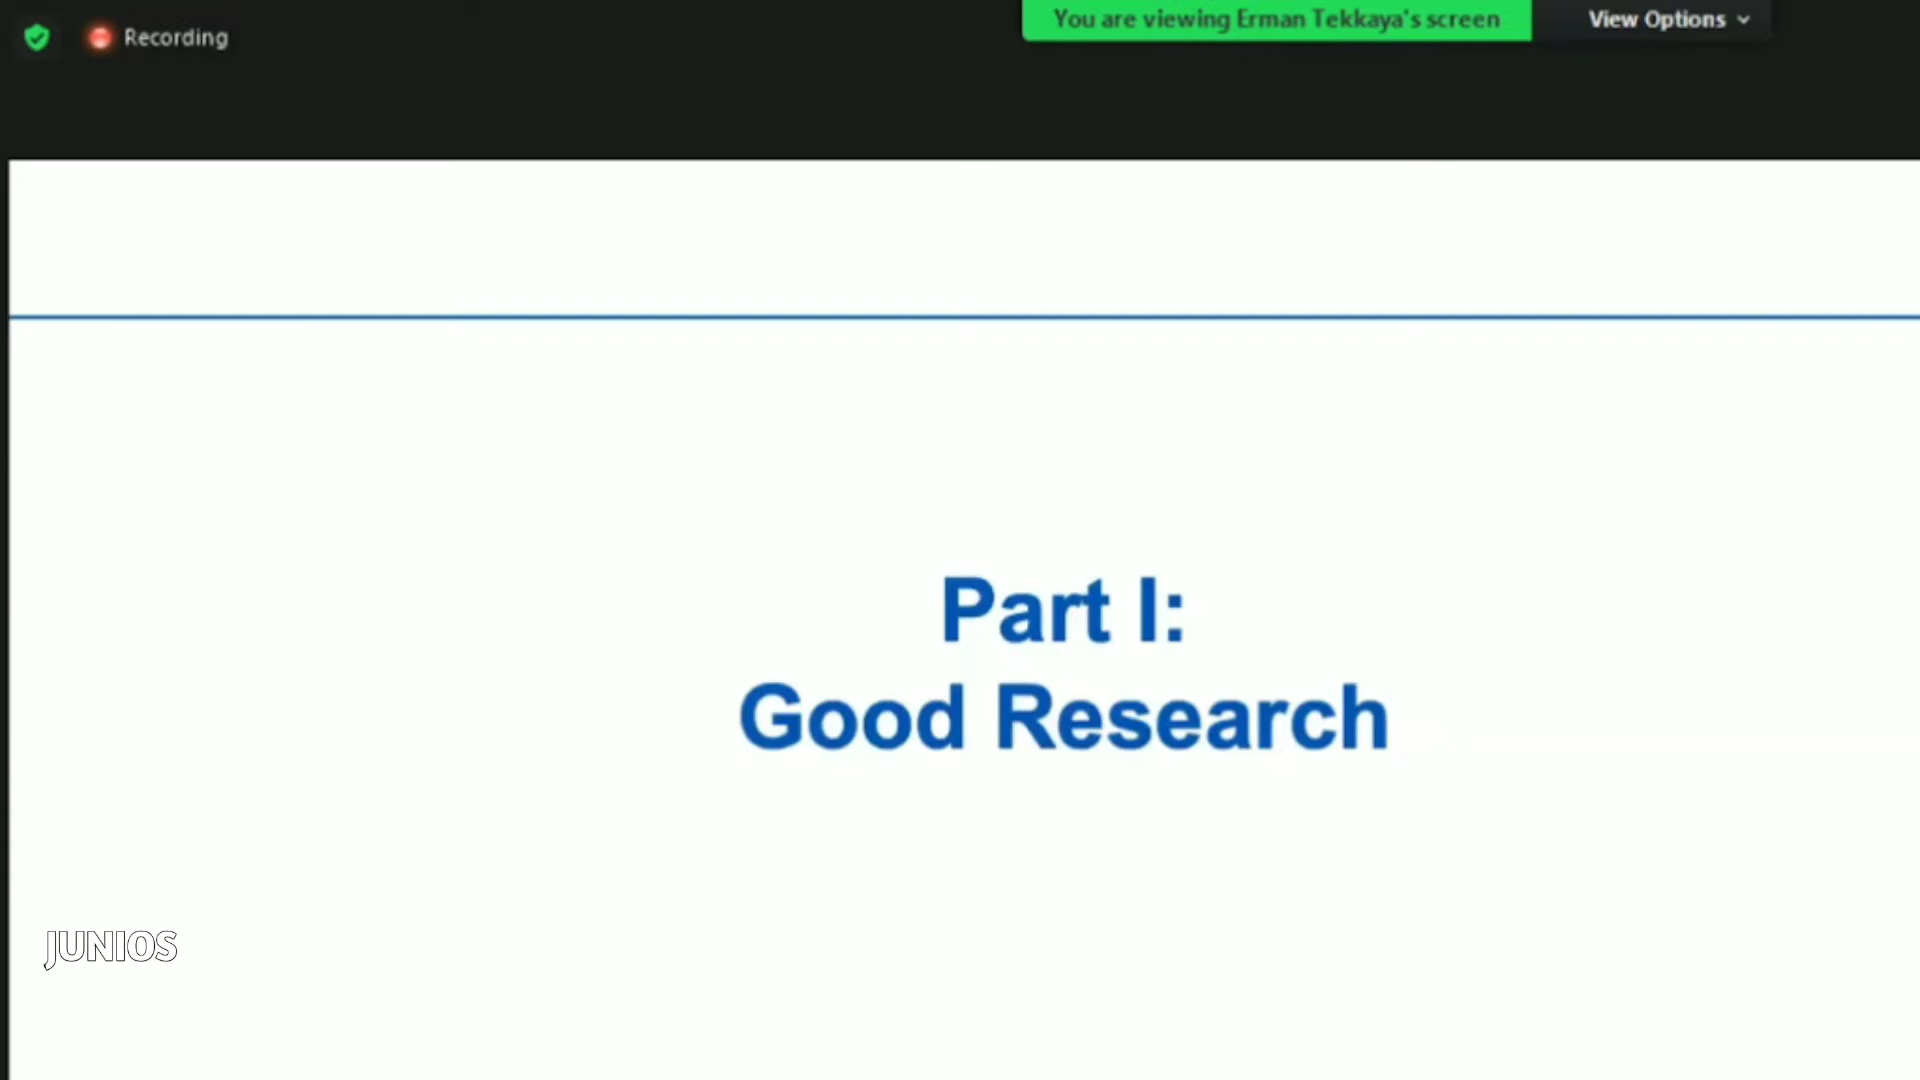 Recording
You are viewing Erman Tekkaya's screen
View Options
Part I:
Good Research
JUNIOS